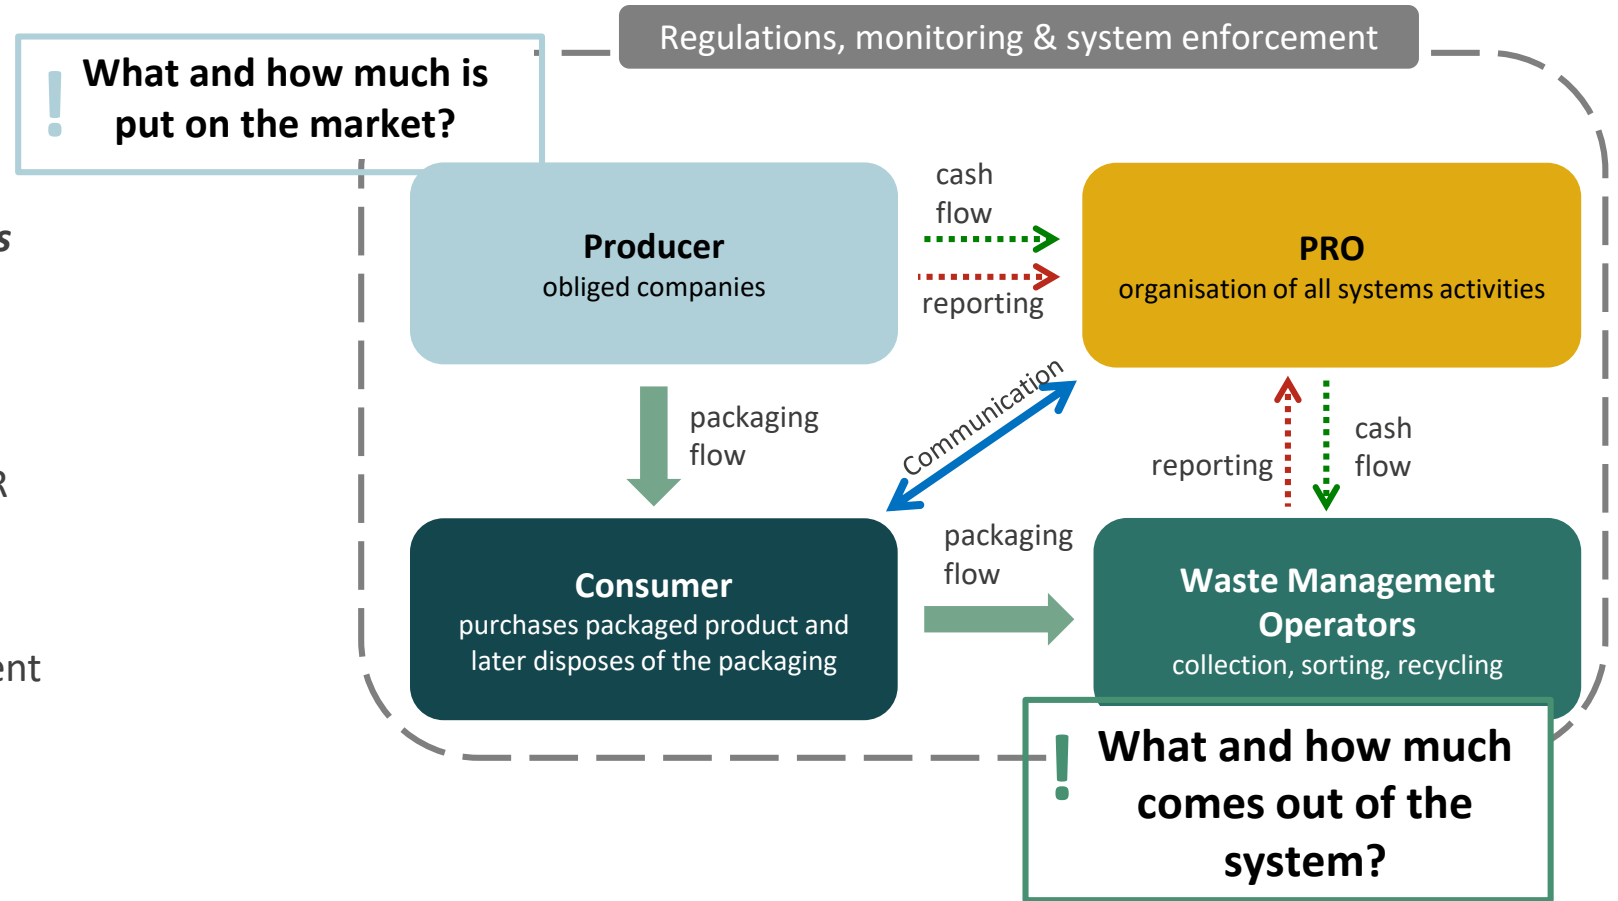 Regulations, monitoring & system enforcement
! What and how much is
put on the market?
s
R
ent
Producer
obliged companies
cash
flow
reporting
PRO
organisation of all systems activities
packaging
flow
Communication
reporting
cash
flow
Consumer
purchases packaged product and
later disposes of the packaging
packaging
flow
Waste Management
Operators
collection, sorting, recycling
! What and how much
comes out of the
system?